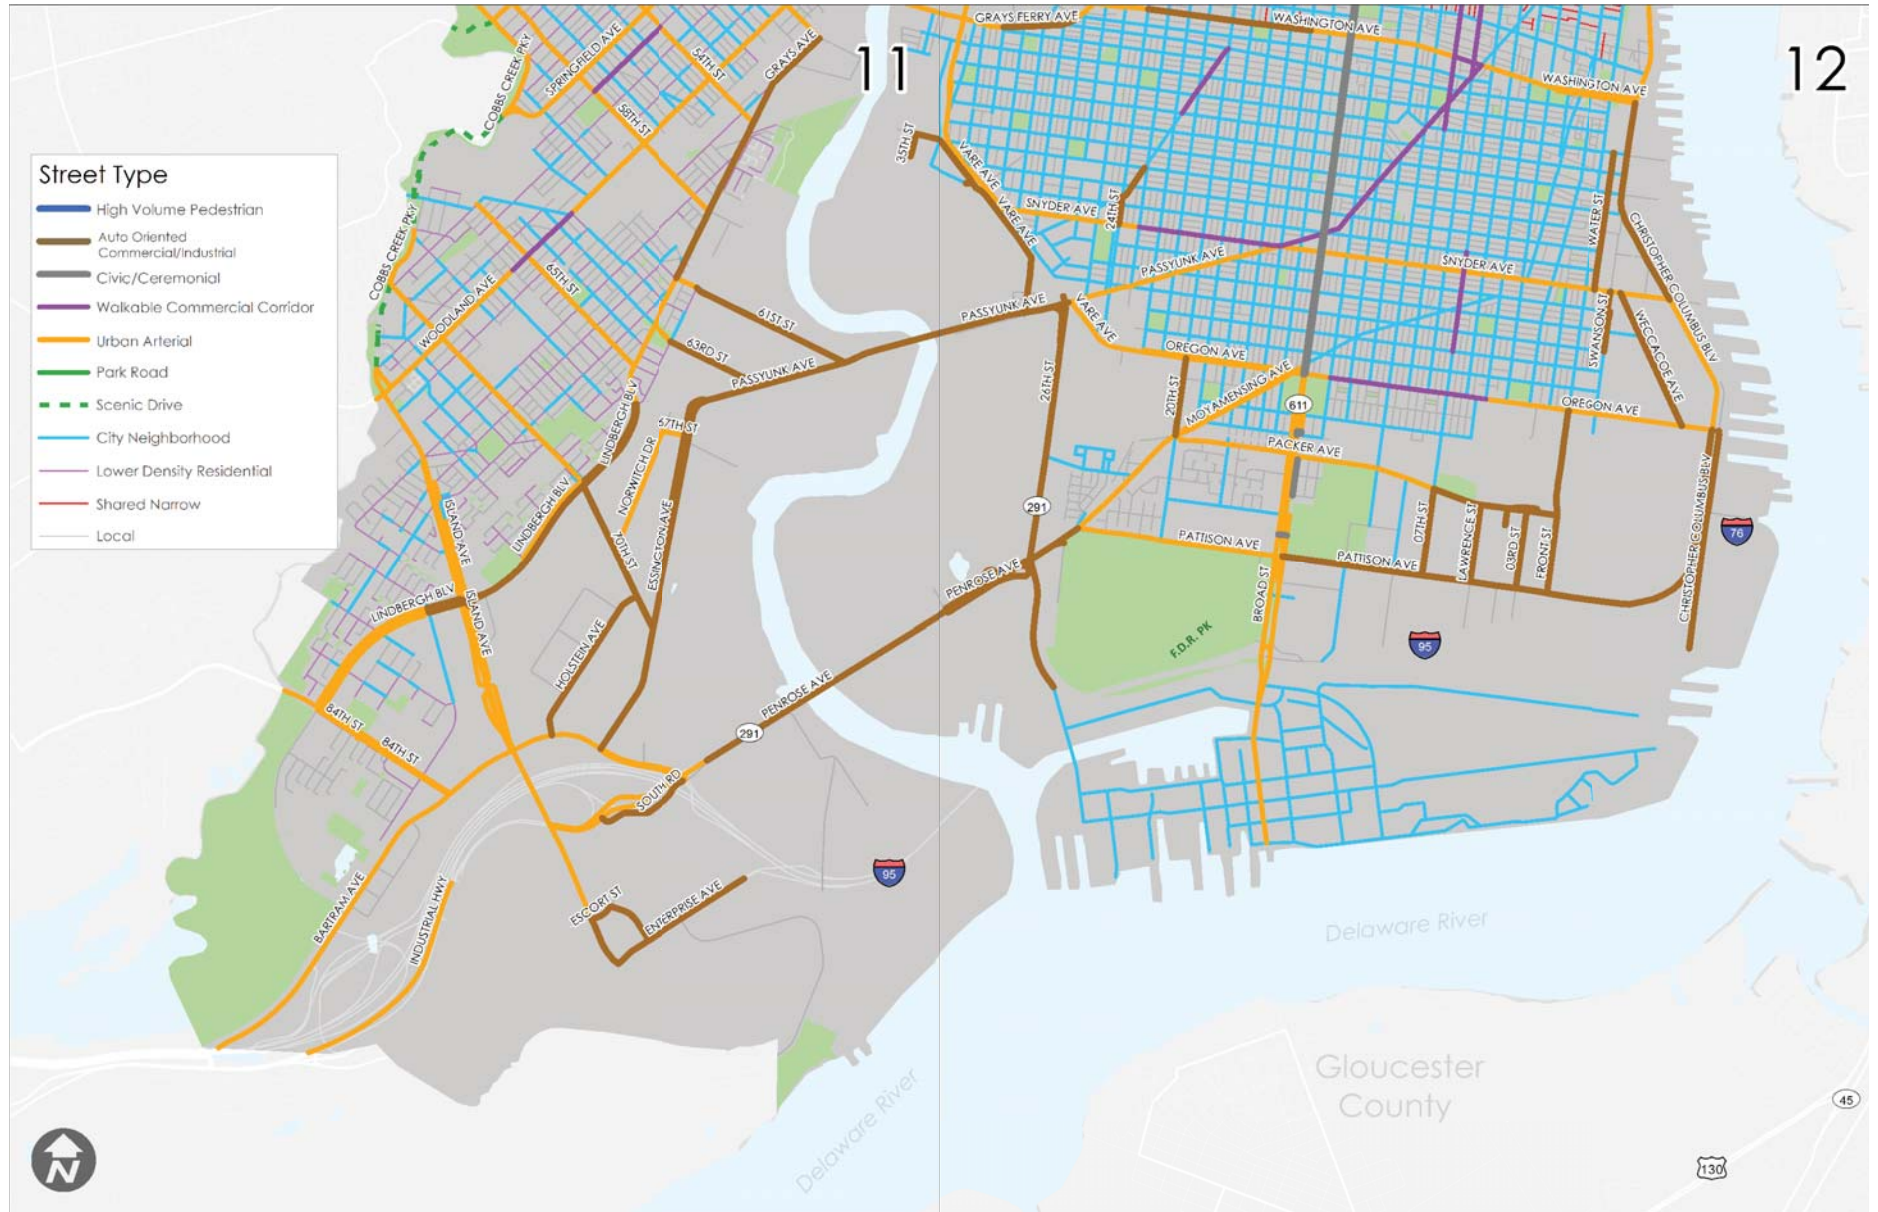 11
12
GRAYS FERRY AVE
WASHINGTON AVE
WASHINGTON AVE
COBBS CREEK PKY
SPRINGFIELD AVE
54TH ST
GRAYS AVE
58TH ST
35TH ST
VARE AVE
VARE AVE
SNYDER AVE
24TH ST
PASSYUNK AVE
SNYDER AVE
WATER ST
CHRISTOPHER COLUMBUS BLV
Street Type
High Volume Pedestrian
Auto Oriented
Commercial/Industrial
Civic/Ceremonial
Walkable Commercial Corridor
Urban Arterial
Park Road
Scenic Drive
City Neighborhood
Lower Density Residential
Shared Narrow
Local
COBBS CREEK PKY
WOODLAND AVE
65TH ST
61ST ST
63RD ST
PASSYUNK AVE
PASSYUNK AVE
VARE AVE
OREGON AVE
26TH ST
20TH ST
MOYAMENSING AVE
611
SWANSON ST
WECCACOE AVE
OREGON AVE
PACKER AVE
LINDBERGH BLV
67TH ST
NORWITCH DR
LINDBERGH BLV
ESSINGTON AVE
70TH ST
ISLAND AVE
291
PATTISON AVE
PATTISON AVE
07TH ST
LAWRENCE ST
03RD ST
FRONT ST
CHRISTOPHER COLUMBUS BLV
76
LINDBERGH BLV
ISLAND AVE
HOLSTEIN AVE
PENROSE AVE
BROAD ST
F.D.R. PK
95
84TH ST
84TH ST
PENROSE AVE
291
SOUTH RD
95
BARTRAM AVE
INDUSTRIAL HWY
ESCORT ST
ENTERPRISE AVE
Delaware River
Delaware River
Gloucester
County
45
130
N